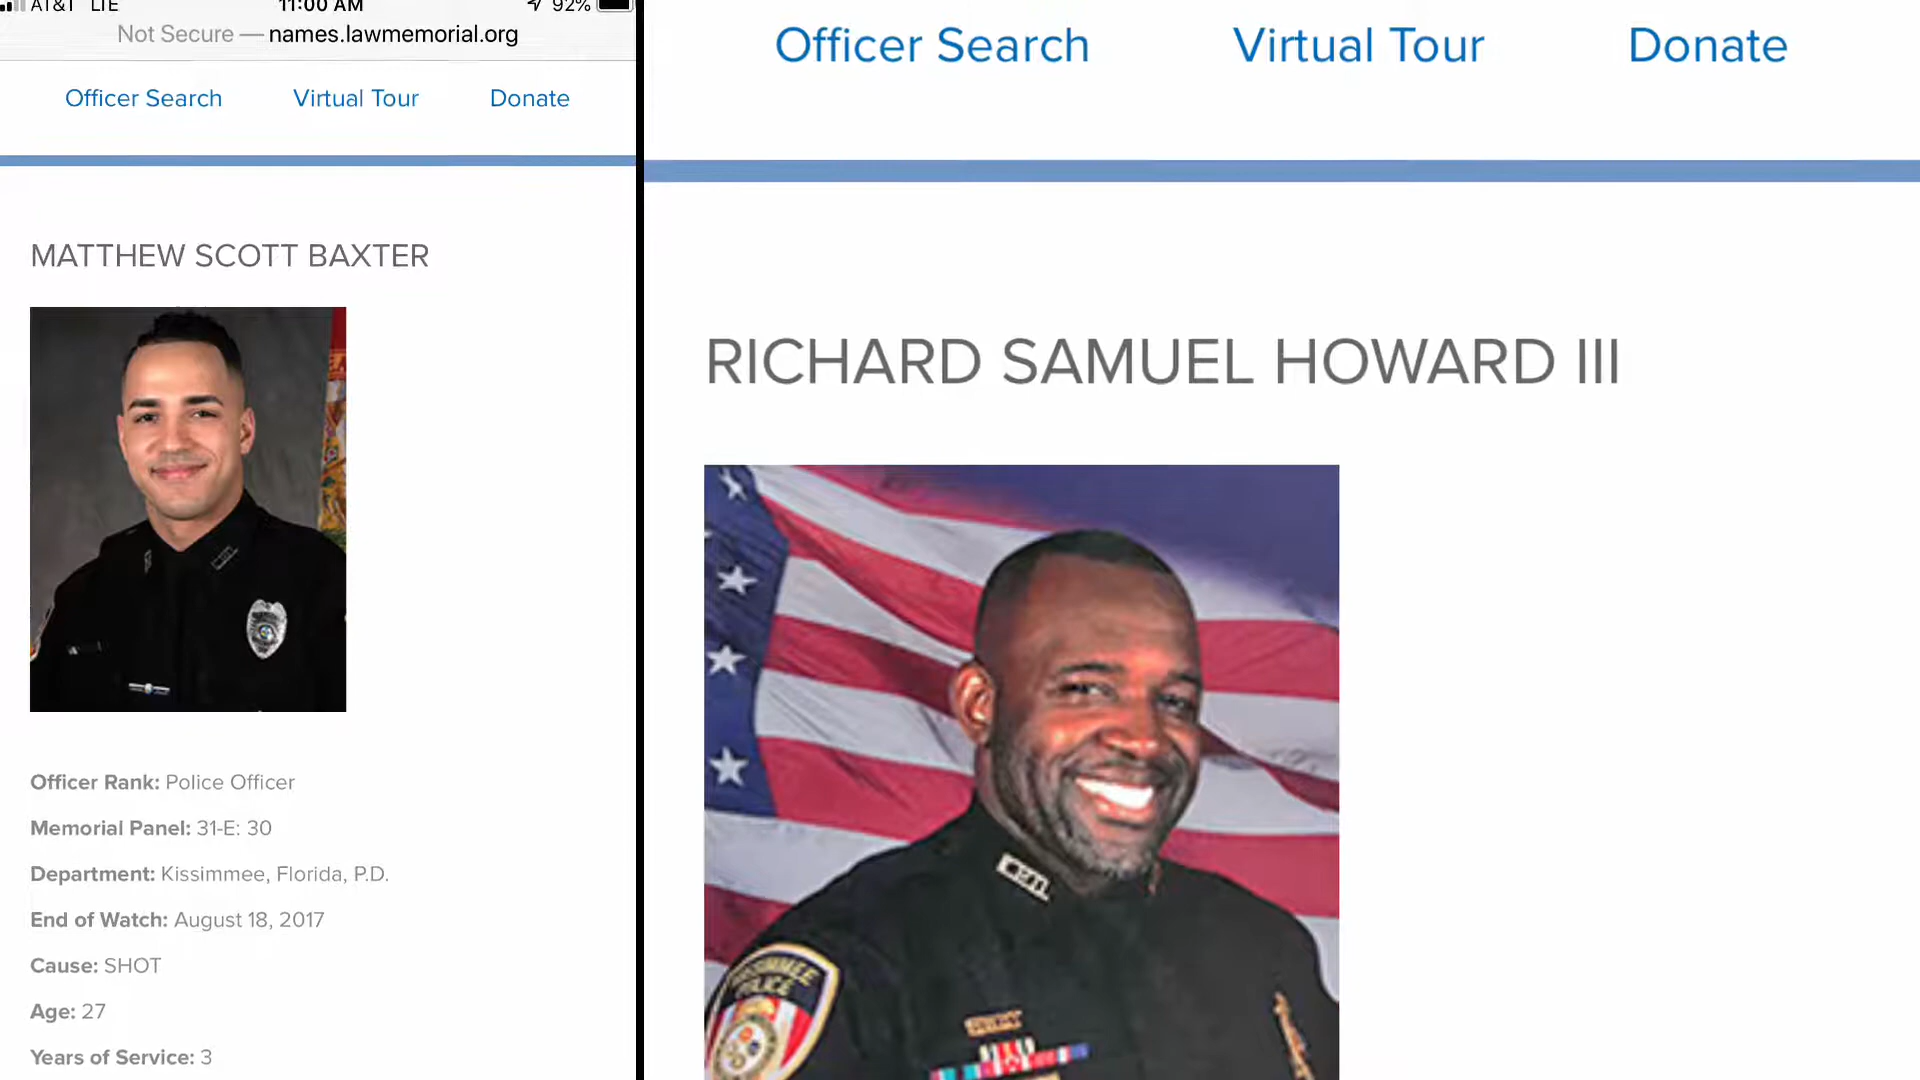 AT&T LTE 11:00 AM 92%
Not Secure — names.lawmemorial.org
Officer Search Virtual Tour Donate
MATTHEW SCOTT BAXTER
Officer Rank: Police Officer
Memorial Panel: 31-E: 30
Department: Kissimmee, Florida, P.D.
End of Watch: August 18, 2017
Cause: SHOT
Age: 27
Years of Service: 3
Officer Search Virtual Tour Donate
RICHARD SAMUEL HOWARD III
POLICE